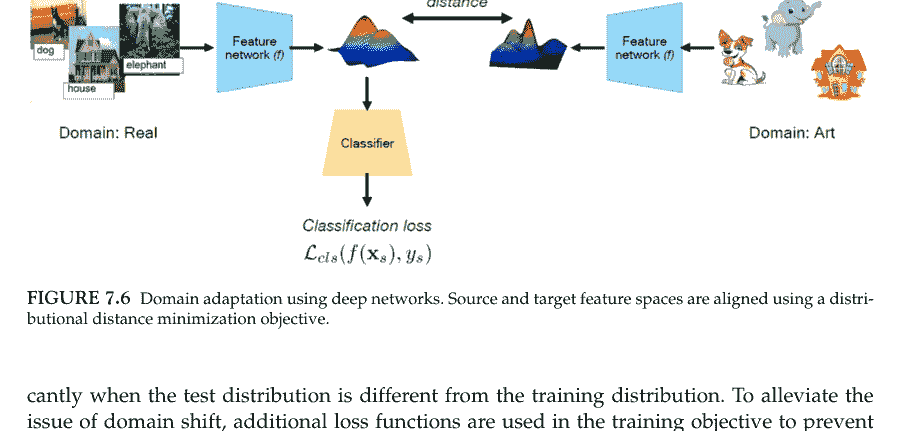 distance
dog
elephant
house
Feature
network (f)
Feature
network (f)
Domain: Real
Domain: Art
Classifier
Classification loss
ℒcls(f(xs), ys)
FIGURE 7.6 Domain adaptation using deep networks. Source and target feature spaces are aligned using a distri-
butional distance minimization objective.
cantly when the test distribution is different from the training distribution. To alleviate the
issue of domain shift, additional loss functions are used in the training objective to prevent